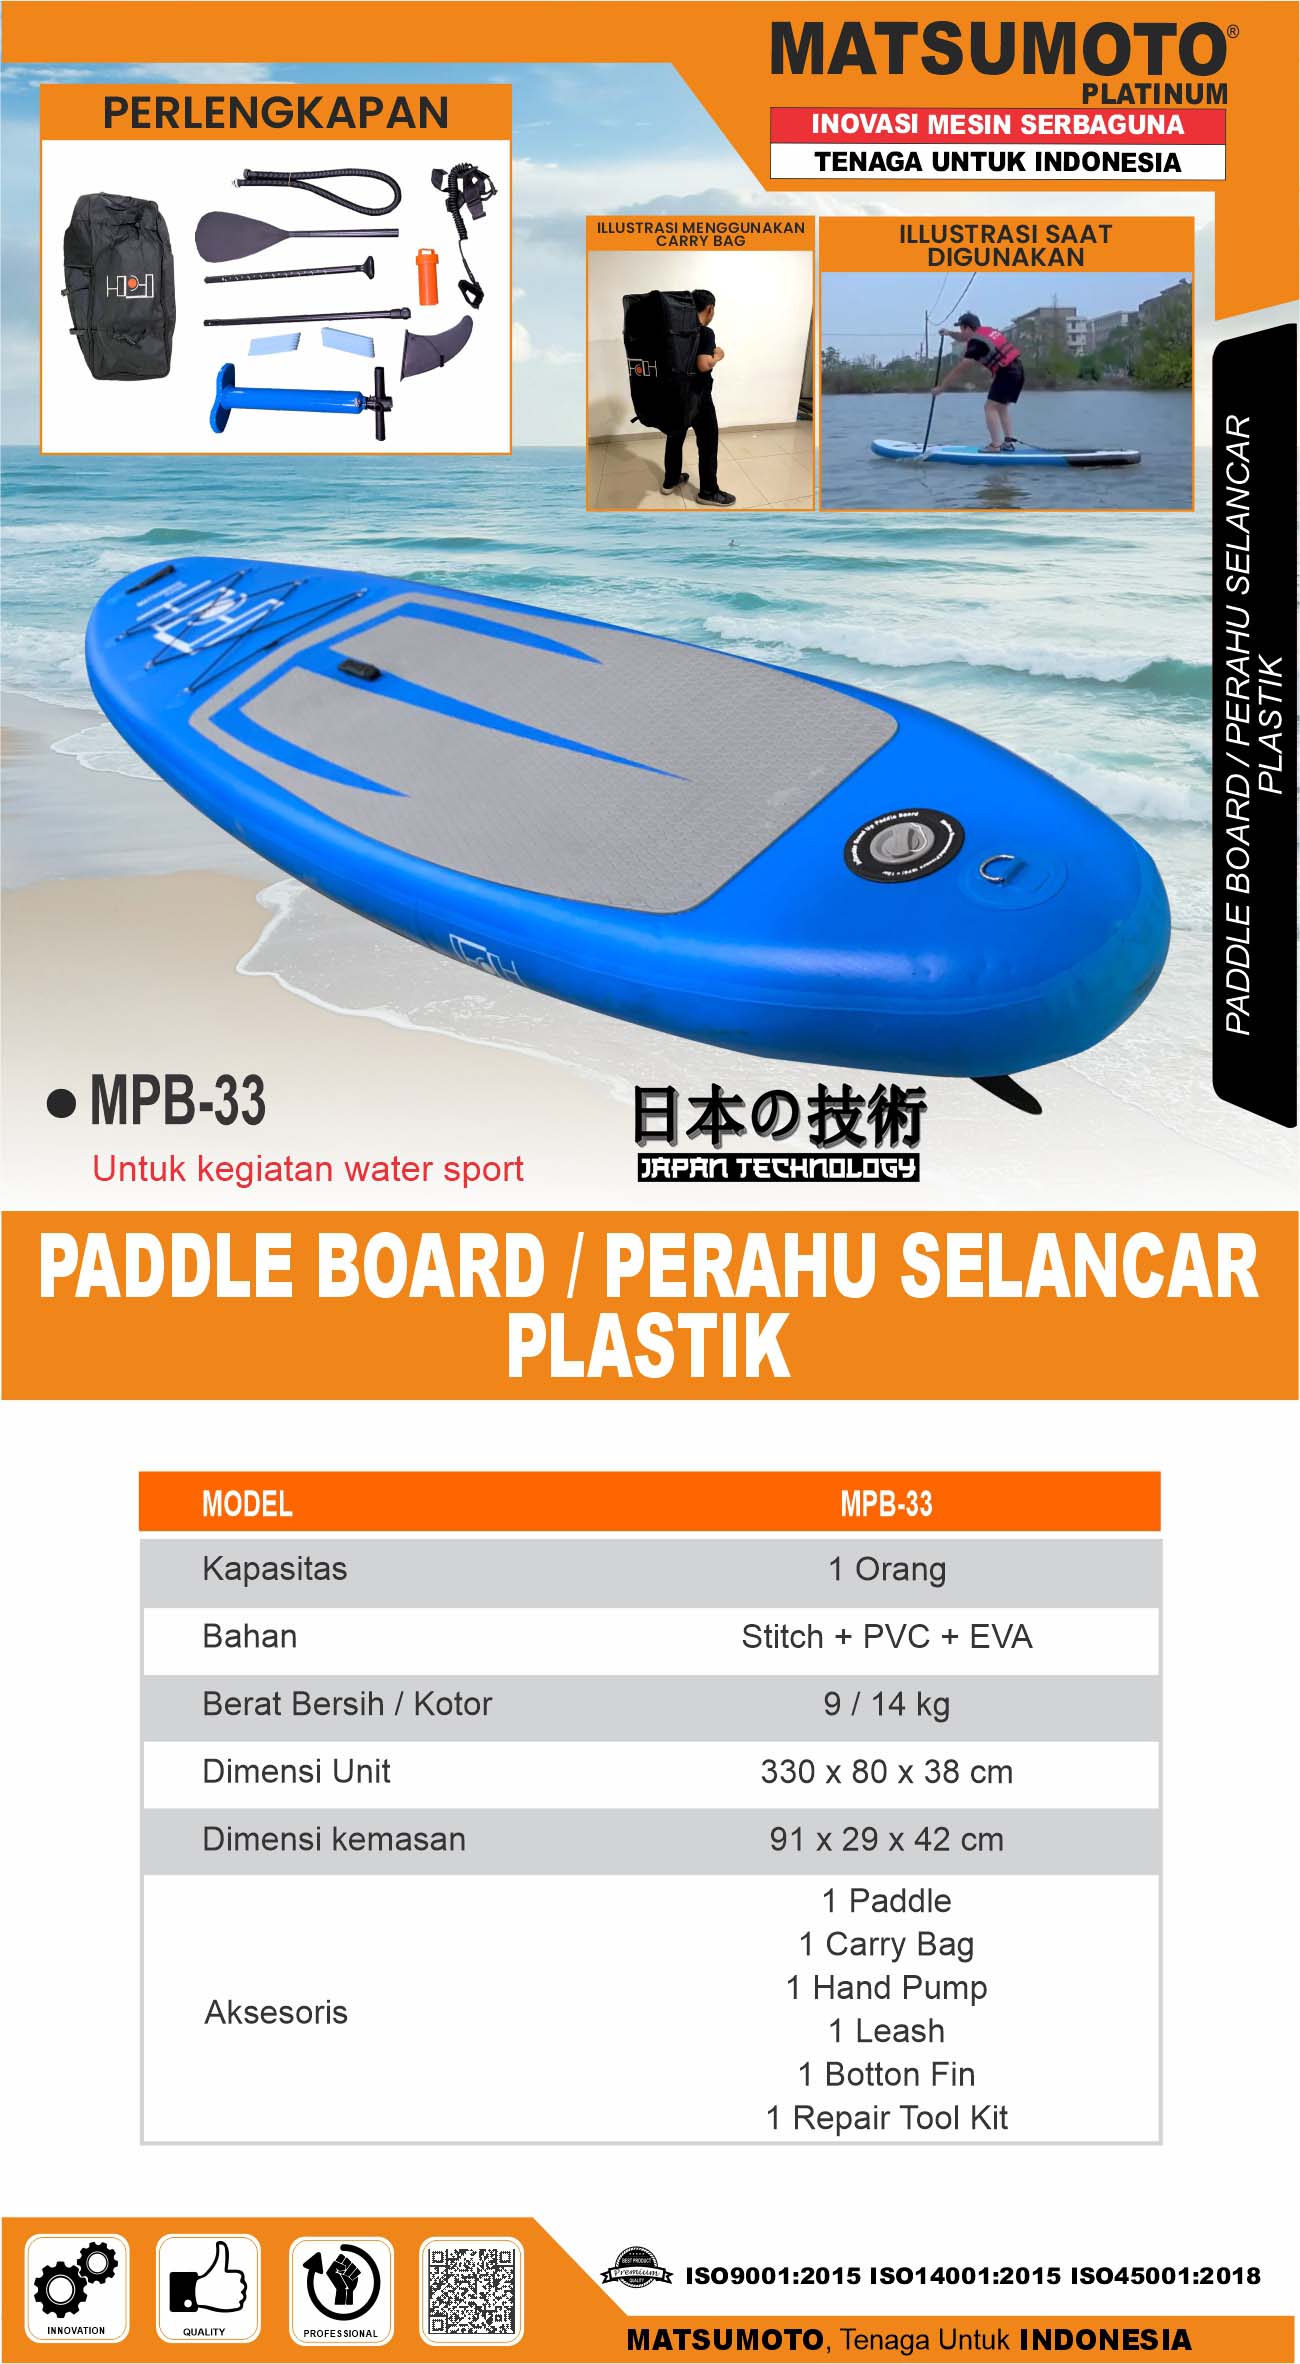 MATSUMOTO®
PLATINUM
INOVASI MESIN SERBAGUNA
TENAGA UNTUK INDONESIA
PERLENGKAPAN
ILLUSTRASI MENGGUNAKAN
CARRY BAG
ILLUSTRASI SAAT
DIGUNAKAN
PADDLE BOARD / PERAHU SELANCAR
PLASTIK
MPB-33
Untuk kegiatan water sport
日本の技術
JAPAN TECHNOLOGY
PADDLE BOARD / PERAHU SELANCAR
PLASTIK
MODEL MPB-33
Kapasitas 1 Orang
Bahan Stitch + PVC + EVA
Berat Bersih / Kotor 9 / 14 kg
Dimensi Unit 330 x 80 x 38 cm
Dimensi kemasan 91 x 29 x 42 cm
Aksesoris
1 Paddle
1 Carry Bag
1 Hand Pump
1 Leash
1 Botton Fin
1 Repair Tool Kit
INNOVATION
QUALITY
PROFESSIONAL
BEST PRODUCT
Premium
QUALITY
ISO9001:2015 ISO14001:2015 ISO45001:2018
MATSUMOTO, Tenaga Untuk INDONESIA